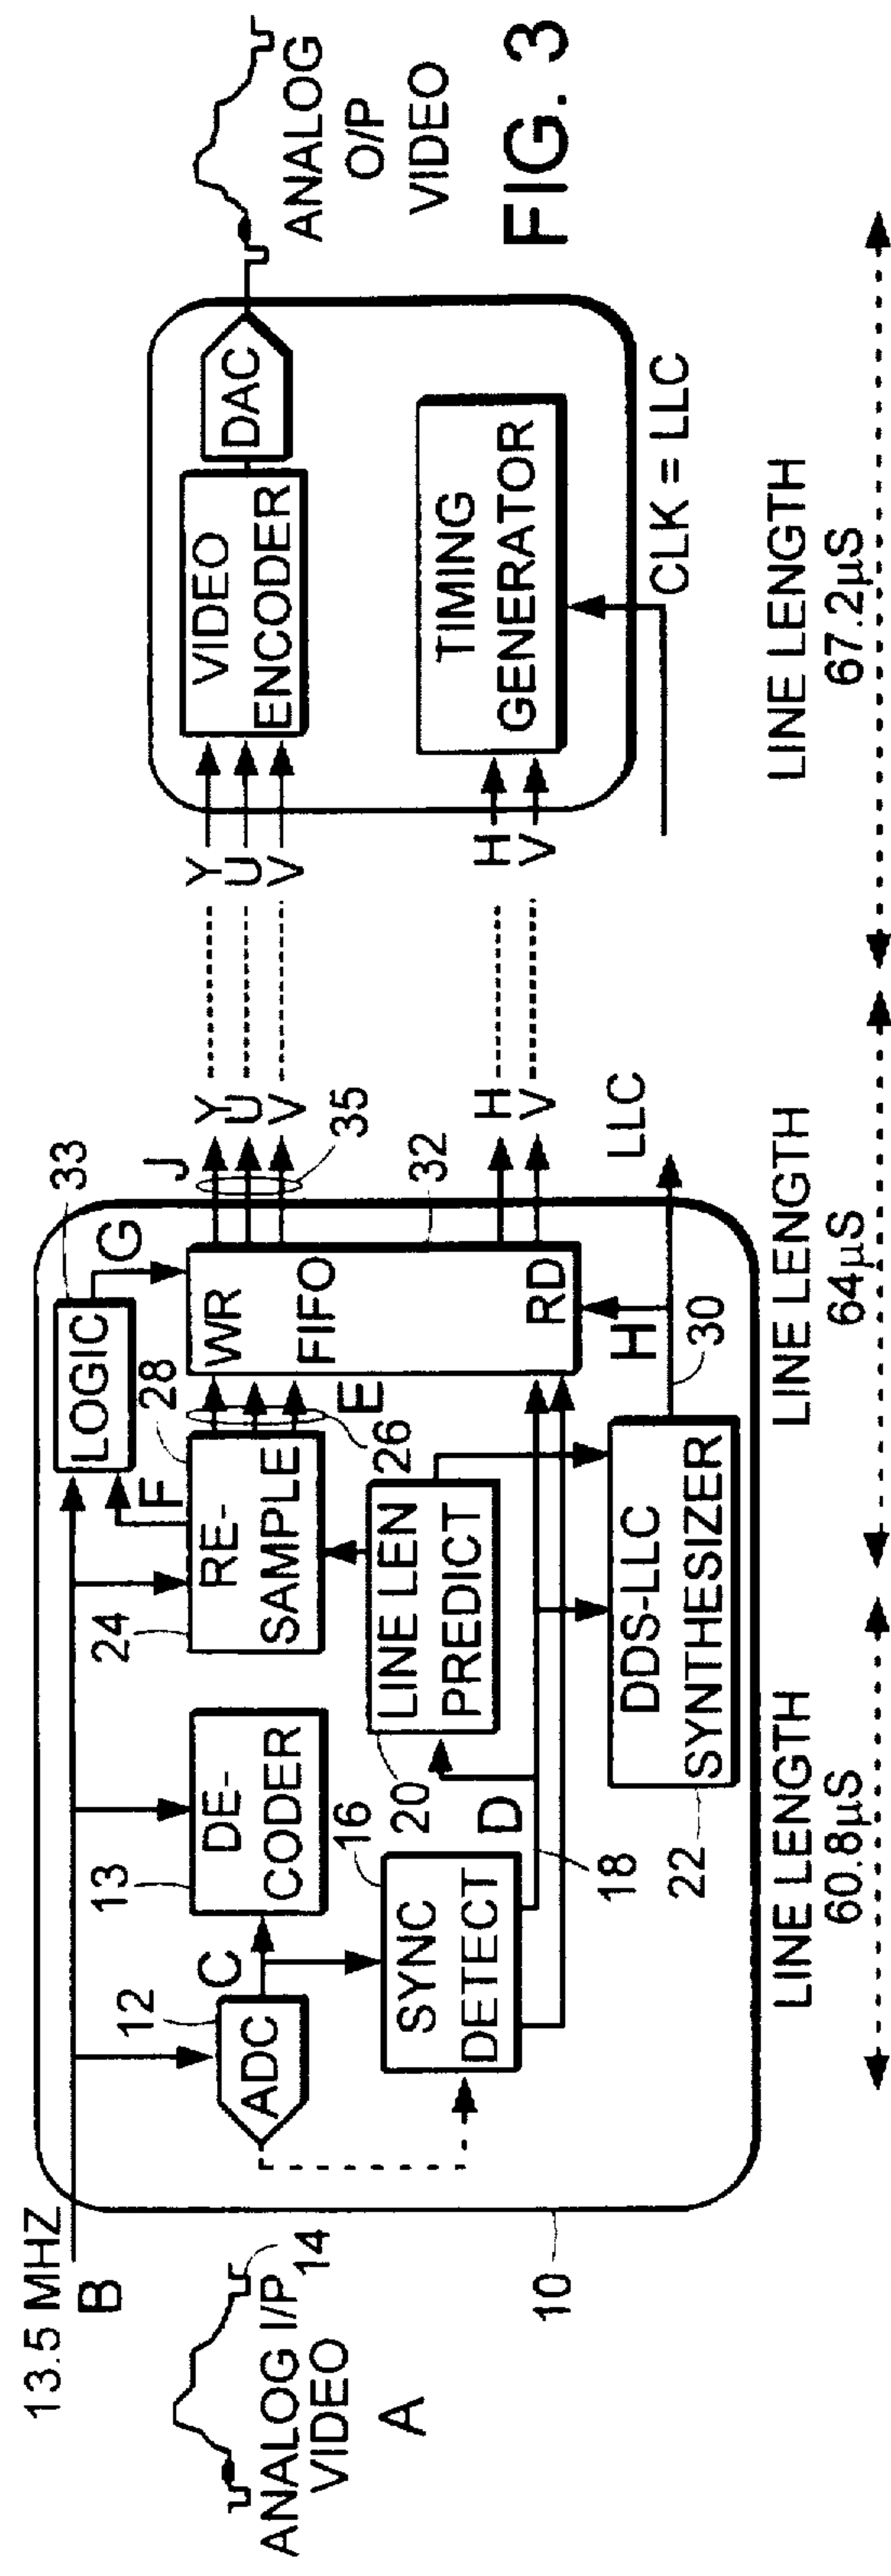 13.5 MHZ
B
ANALOG I/P
VIDEO
A
14
10
12
ADC
C
13
DE-
CODER
16
SYNC
DETECT
D
18
20
LINE LEN
PREDICT
22
DDS-LLC
SYNTHESIZER
24
RE-
SAMPLE
28
F
LOGIC
33
G
E
26
WR
FIFO
RD
32
H
30
LLC
J
35
Y
U
V
H
V
Y
U
V
H
V
VIDEO
ENCODER
DAC
TIMING
GENERATOR
CLK = LLC
ANALOG
O/P
VIDEO
FIG. 3
LINE LENGTH
60.8µS
LINE LENGTH
64µS
LINE LENGTH
67.2µS